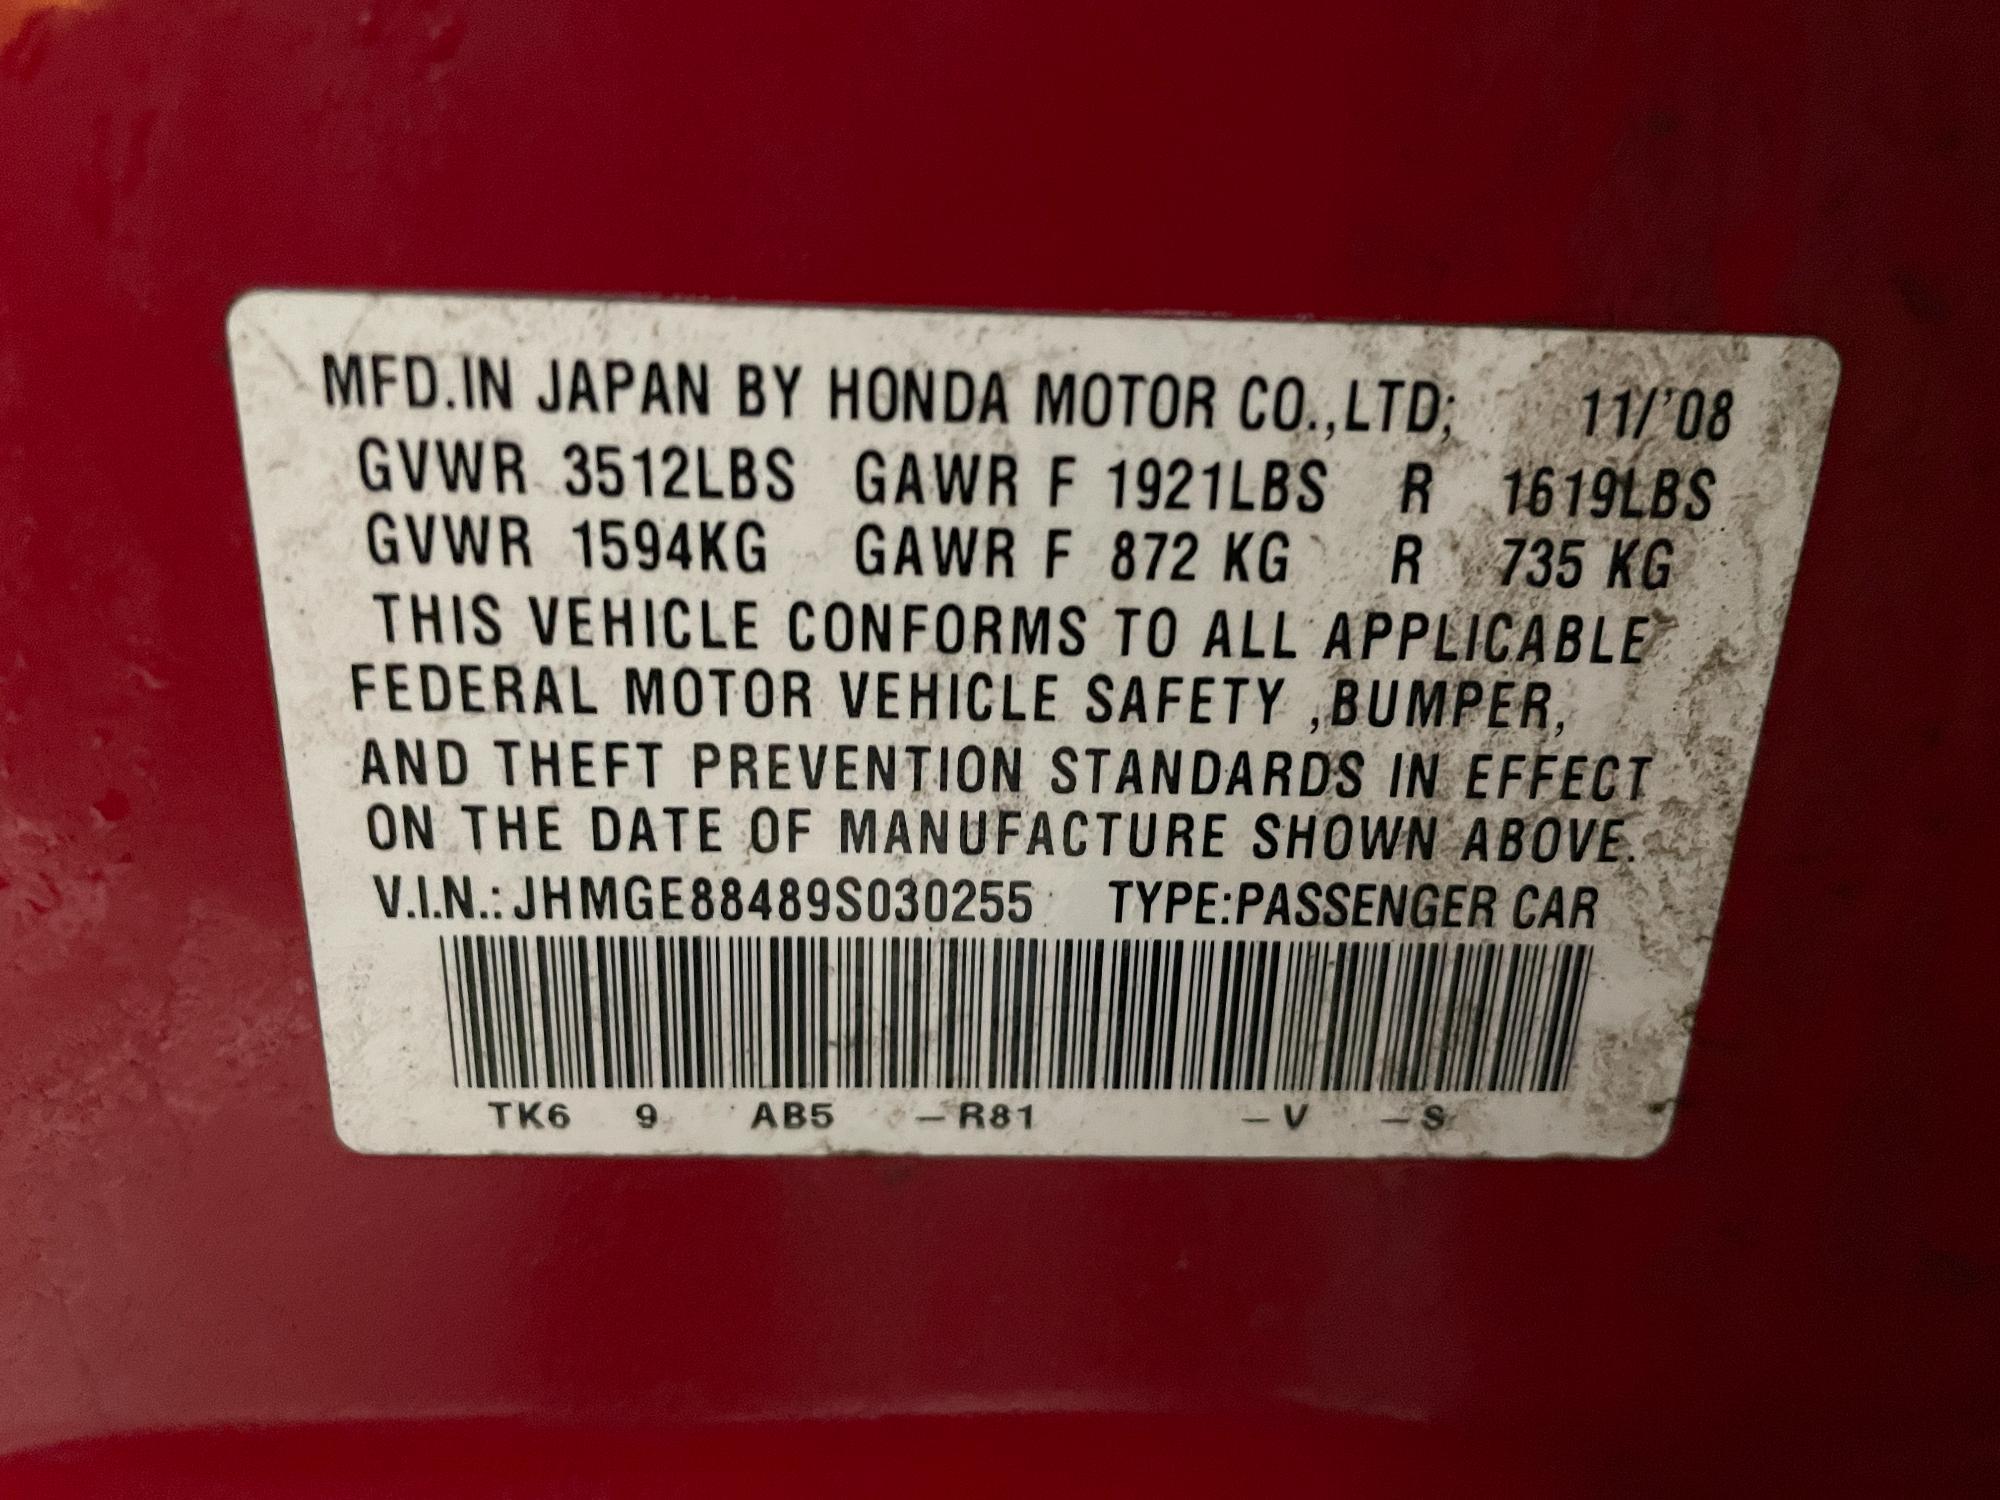 MFD.IN JAPAN BY HONDA MOTOR CO.,LTD; 11/'08
GVWR 3512LBS GAWR F 1921LBS R 1619LBS
GVWR 1594KG GAWR F 872 KG R 735 KG
THIS VEHICLE CONFORMS TO ALL APPLICABLE
FEDERAL MOTOR VEHICLE SAFETY ,BUMPER,
AND THEFT PREVENTION STANDARDS IN EFFECT
ON THE DATE OF MANUFACTURE SHOWN ABOVE.
V.I.N.: JHMGE88489S030255 TYPE:PASSENGER CAR
TK6 9 AB5 –R81 –V –S